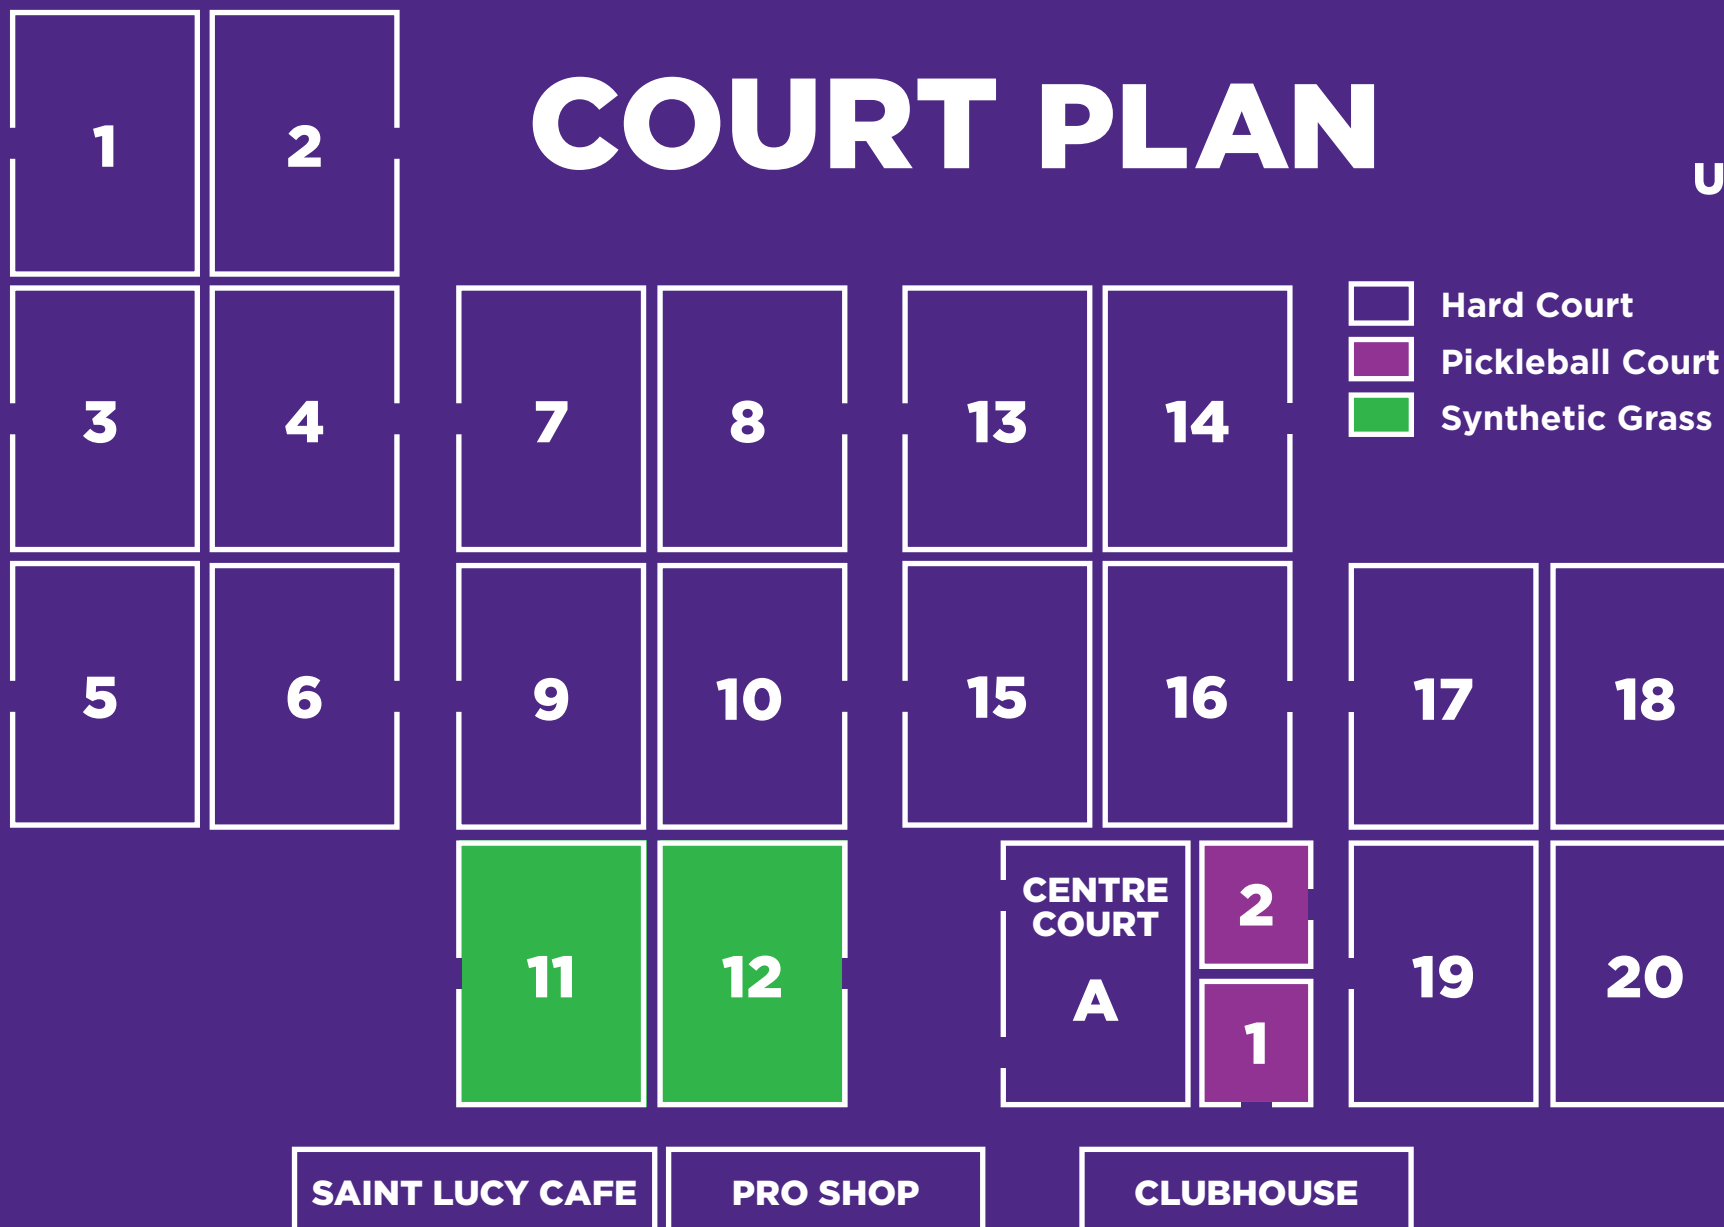 COURT PLAN
U
1
2
Hard Court
Pickleball Court
Synthetic Grass
3
4
7
8
13
14
5
6
9
10
15
16
17
18
11
12
CENTRE
COURT
A
2
1
19
20
SAINT LUCY CAFE
PRO SHOP
CLUBHOUSE